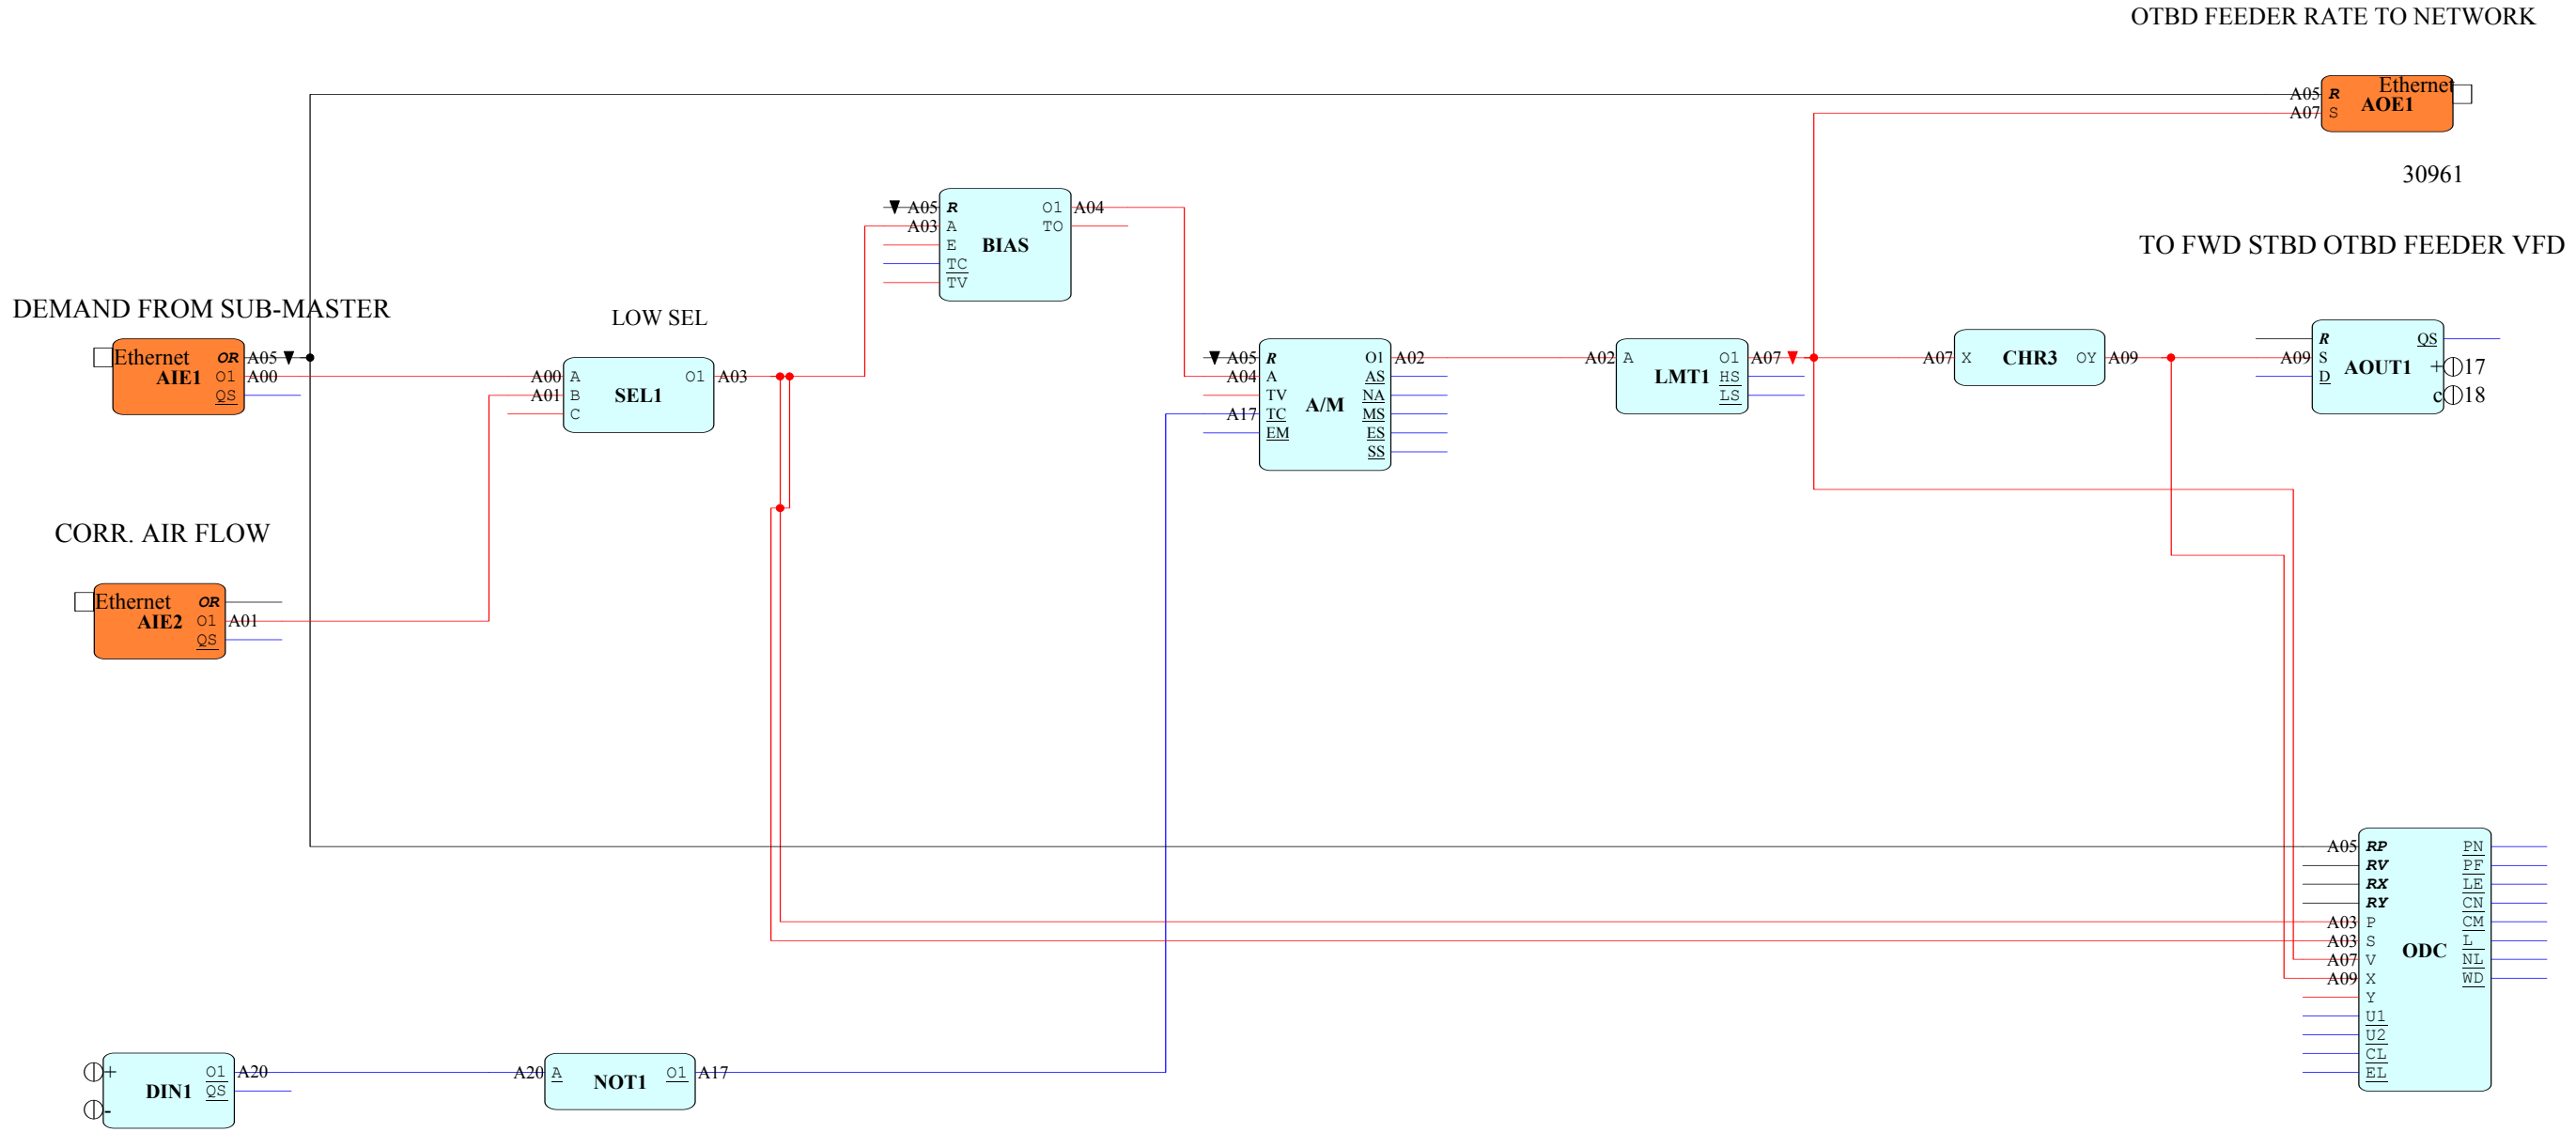 OTBD FEEDER RATE TO NETWORK
Ethernet
A05 R AOE1
A07 S
30961
A05 R O1 A04
A03 A TO
E BIAS
TC
TV
TO FWD STBD OTBD FEEDER VFD
DEMAND FROM SUB-MASTER
LOW SEL
Ethernet OR A05
AIE1 O1 A00
QS
A00 A O1 A03
A01 B SEL1
C
A05 R O1 A02
A04 A AS
TV NA
A17 TC A/M MS
EM ES
SS
A02 A O1 A07
LMT1 HS
LS
A07 X CHR3 OY A09
R QS
A09 S AOUT1 + 17
D c 18
CORR. AIR FLOW
Ethernet OR
AIE2 O1 A01
QS
A05 RP PN
RV PF
RX LE
RY CN
A03 P CM
A03 S ODC L
A07 V NL
A09 X WD
Y
U1
U2
CL
EL
+ O1 A20
DIN1 QS
-
A20 A NOT1 O1 A17